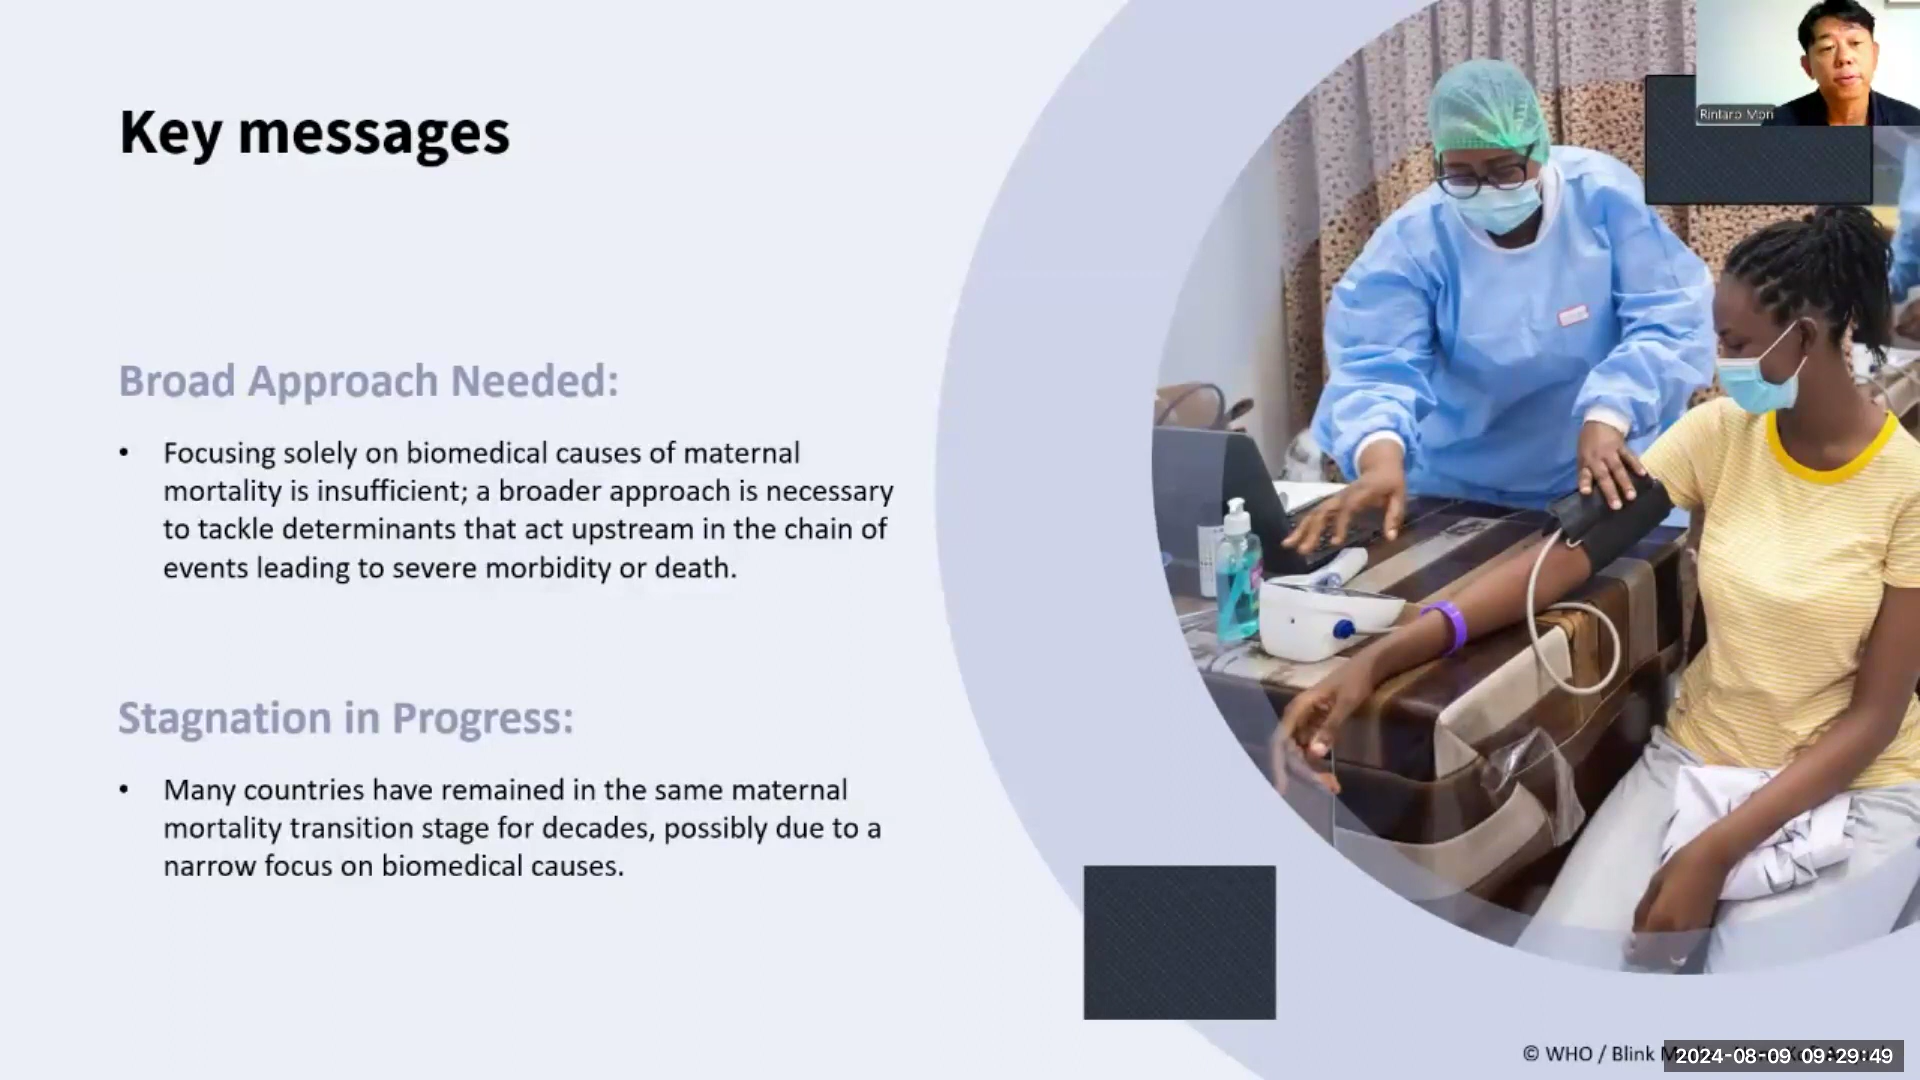 Rintaro Mori
Key messages
Broad Approach Needed:
• Focusing solely on biomedical causes of maternal
mortality is insufficient; a broader approach is necessary
to tackle determinants that act upstream in the chain of
events leading to severe morbidity or death.
Stagnation in Progress:
• Many countries have remained in the same maternal
mortality transition stage for decades, possibly due to a
narrow focus on biomedical causes.
© WHO / Blink
2024-08-09 09:29:49